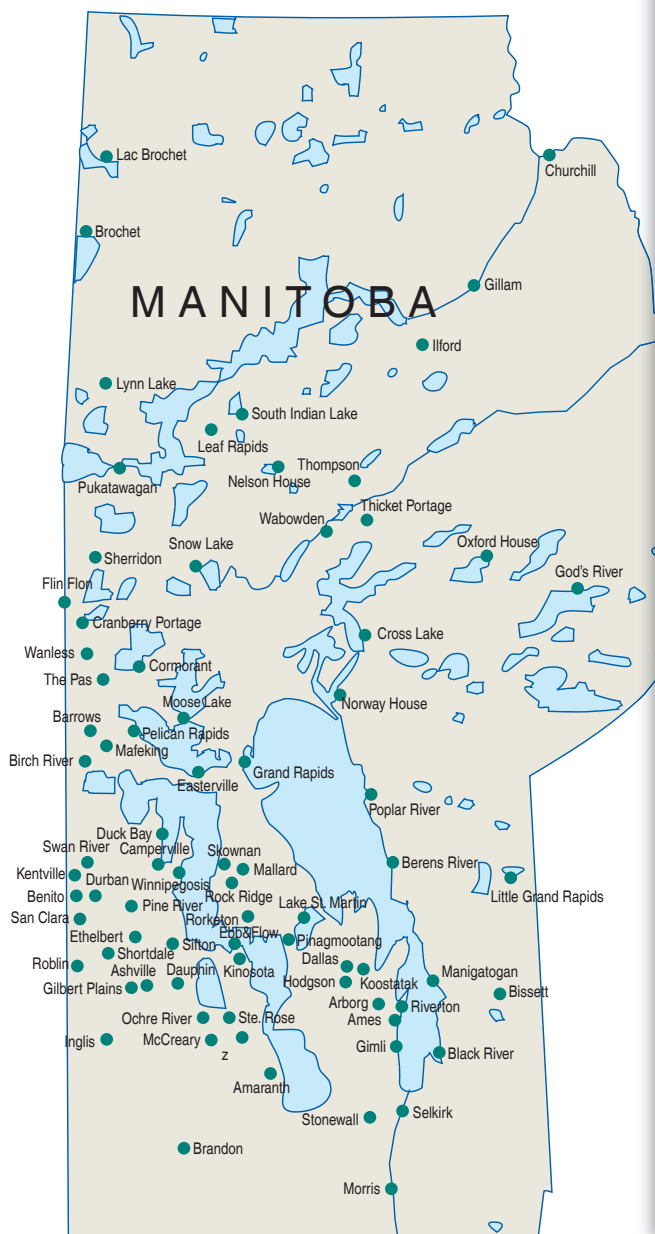 Lac Brochet
Churchill
Brochet
Gillam
MANITOBA
Ilford
Lynn Lake
South Indian Lake
Leaf Rapids
Thompson
Nelson House
Pukatawagan
Thicket Portage
Wabowden
Oxford House
Snow Lake
Sherridon
God's River
Flin Flon
Cranberry Portage
Cross Lake
Wanless
Cormorant
The Pas
Norway House
Moose Lake
Barrows
Pelican Rapids
Mafeking
Birch River
Grand Rapids
Easterville
Poplar River
Duck Bay
Swan River
Camperville
Skownan
Berens River
Mallard
Kentville
Durban
Winnipegosis
Rock Ridge
Little Grand Rapids
Benito
Pine River
Lake St. Martin
San Clara
Rorketon
Ebb&Flow
Ethelbert
Sifton
Pinagmootang
Shortdale
Dallas
Roblin
Ashville
Dauphin
Kinosota
Hodgson
Koostatak
Manigatogan
Gilbert Plains
Bissett
Arborg
Riverton
Ochre River
Ste. Rose
Ames
Inglis
McCreary
Gimli
Black River
z
Amaranth
Stonewall
Selkirk
Brandon
Morris